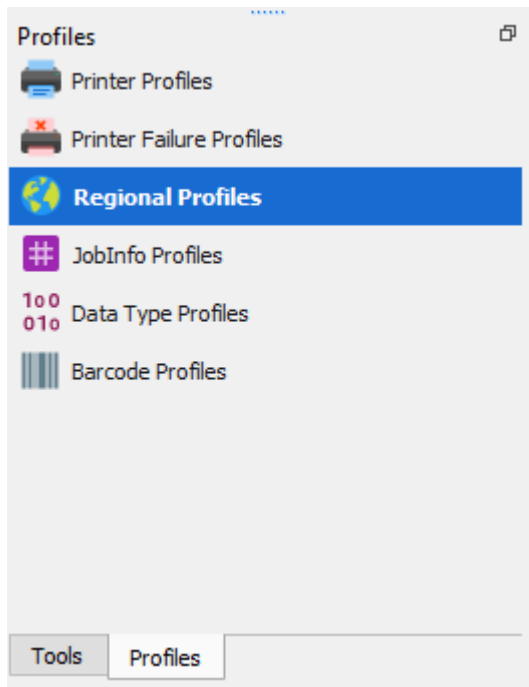 Profiles
Printer Profiles
Printer Failure Profiles
Regional Profiles
JobInfo Profiles
100
010
Data Type Profiles
Barcode Profiles
Tools
Profiles